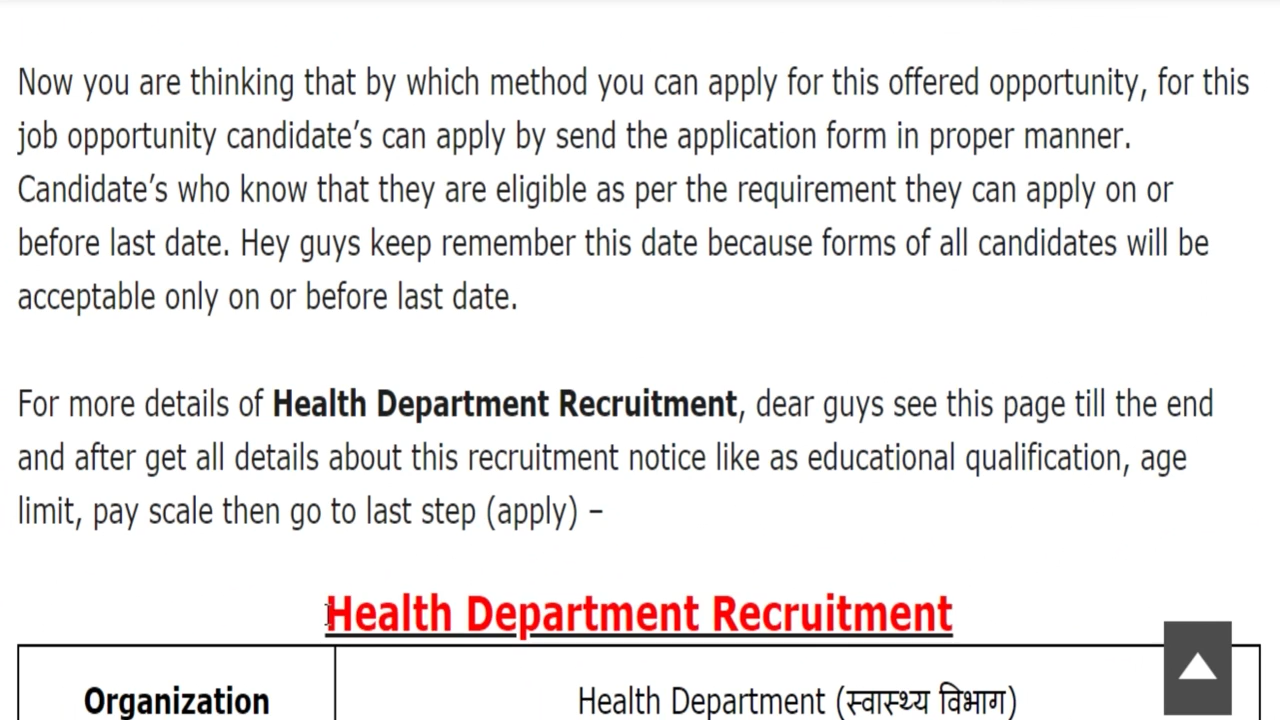 Now you are thinking that by which method you can apply for this offered opportunity, for this
job opportunity candidate’s can apply by send the application form in proper manner.
Candidate’s who know that they are eligible as per the requirement they can apply on or
before last date. Hey guys keep remember this date because forms of all candidates will be
acceptable only on or before last date.
For more details of Health Department Recruitment, dear guys see this page till the end
and after get all details about this recruitment notice like as educational qualification, age
limit, pay scale then go to last step (apply) –
Health Department Recruitment
Organization Health Department (स्वास्थ्य विभाग)